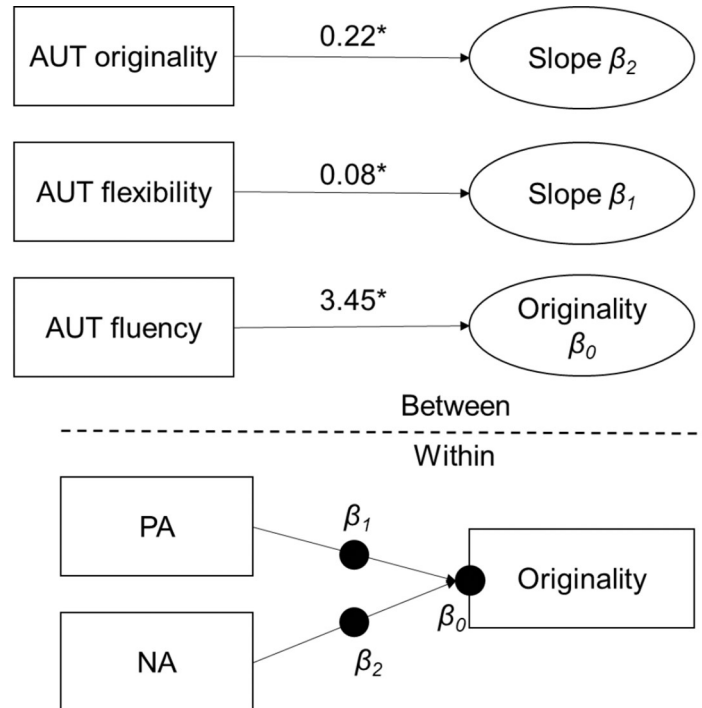 AUT originality
0.22*
Slope β2
AUT flexibility
0.08*
Slope β1
AUT fluency
3.45*
Originality
β0
Between
Within
PA
β1
Originality
β0
NA
β2